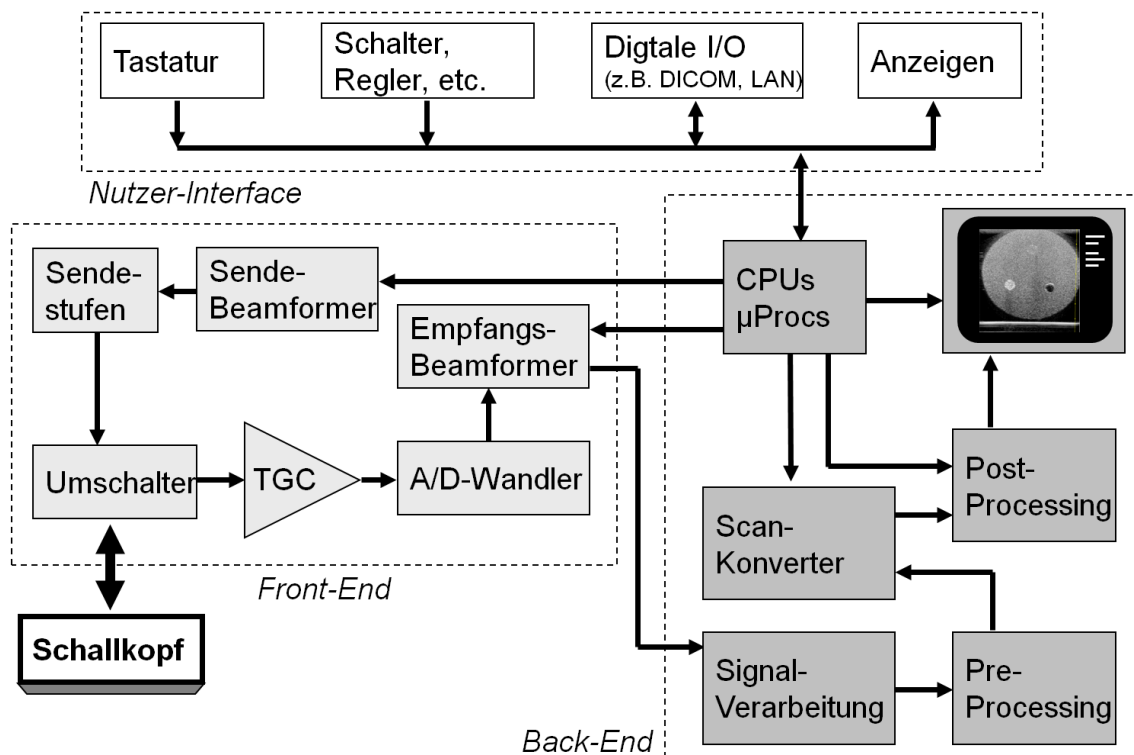 Tastatur
Schalter,
Regler, etc.
Digtale I/O
(z.B. DICOM, LAN)
Anzeigen
Nutzer-Interface
Sende-
stufen
Sende-
Beamformer
Empfangs-
Beamformer
Umschalter
TGC
A/D-Wandler
Front-End
Schallkopf
CPUs
µProcs
Post-
Processing
Scan-
Konverter
Signal-
Verarbeitung
Pre-
Processing
Back-End